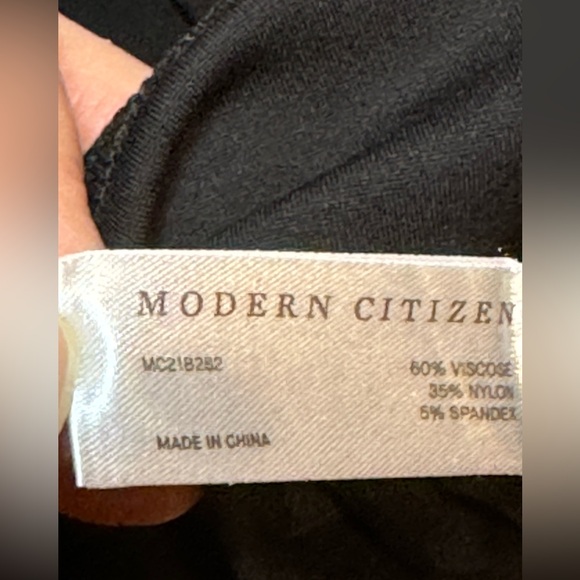 MODERN CITIZEN
MC21B282
60% VISCOSE
35% NYLON
5% SPANDEX
MADE IN CHINA